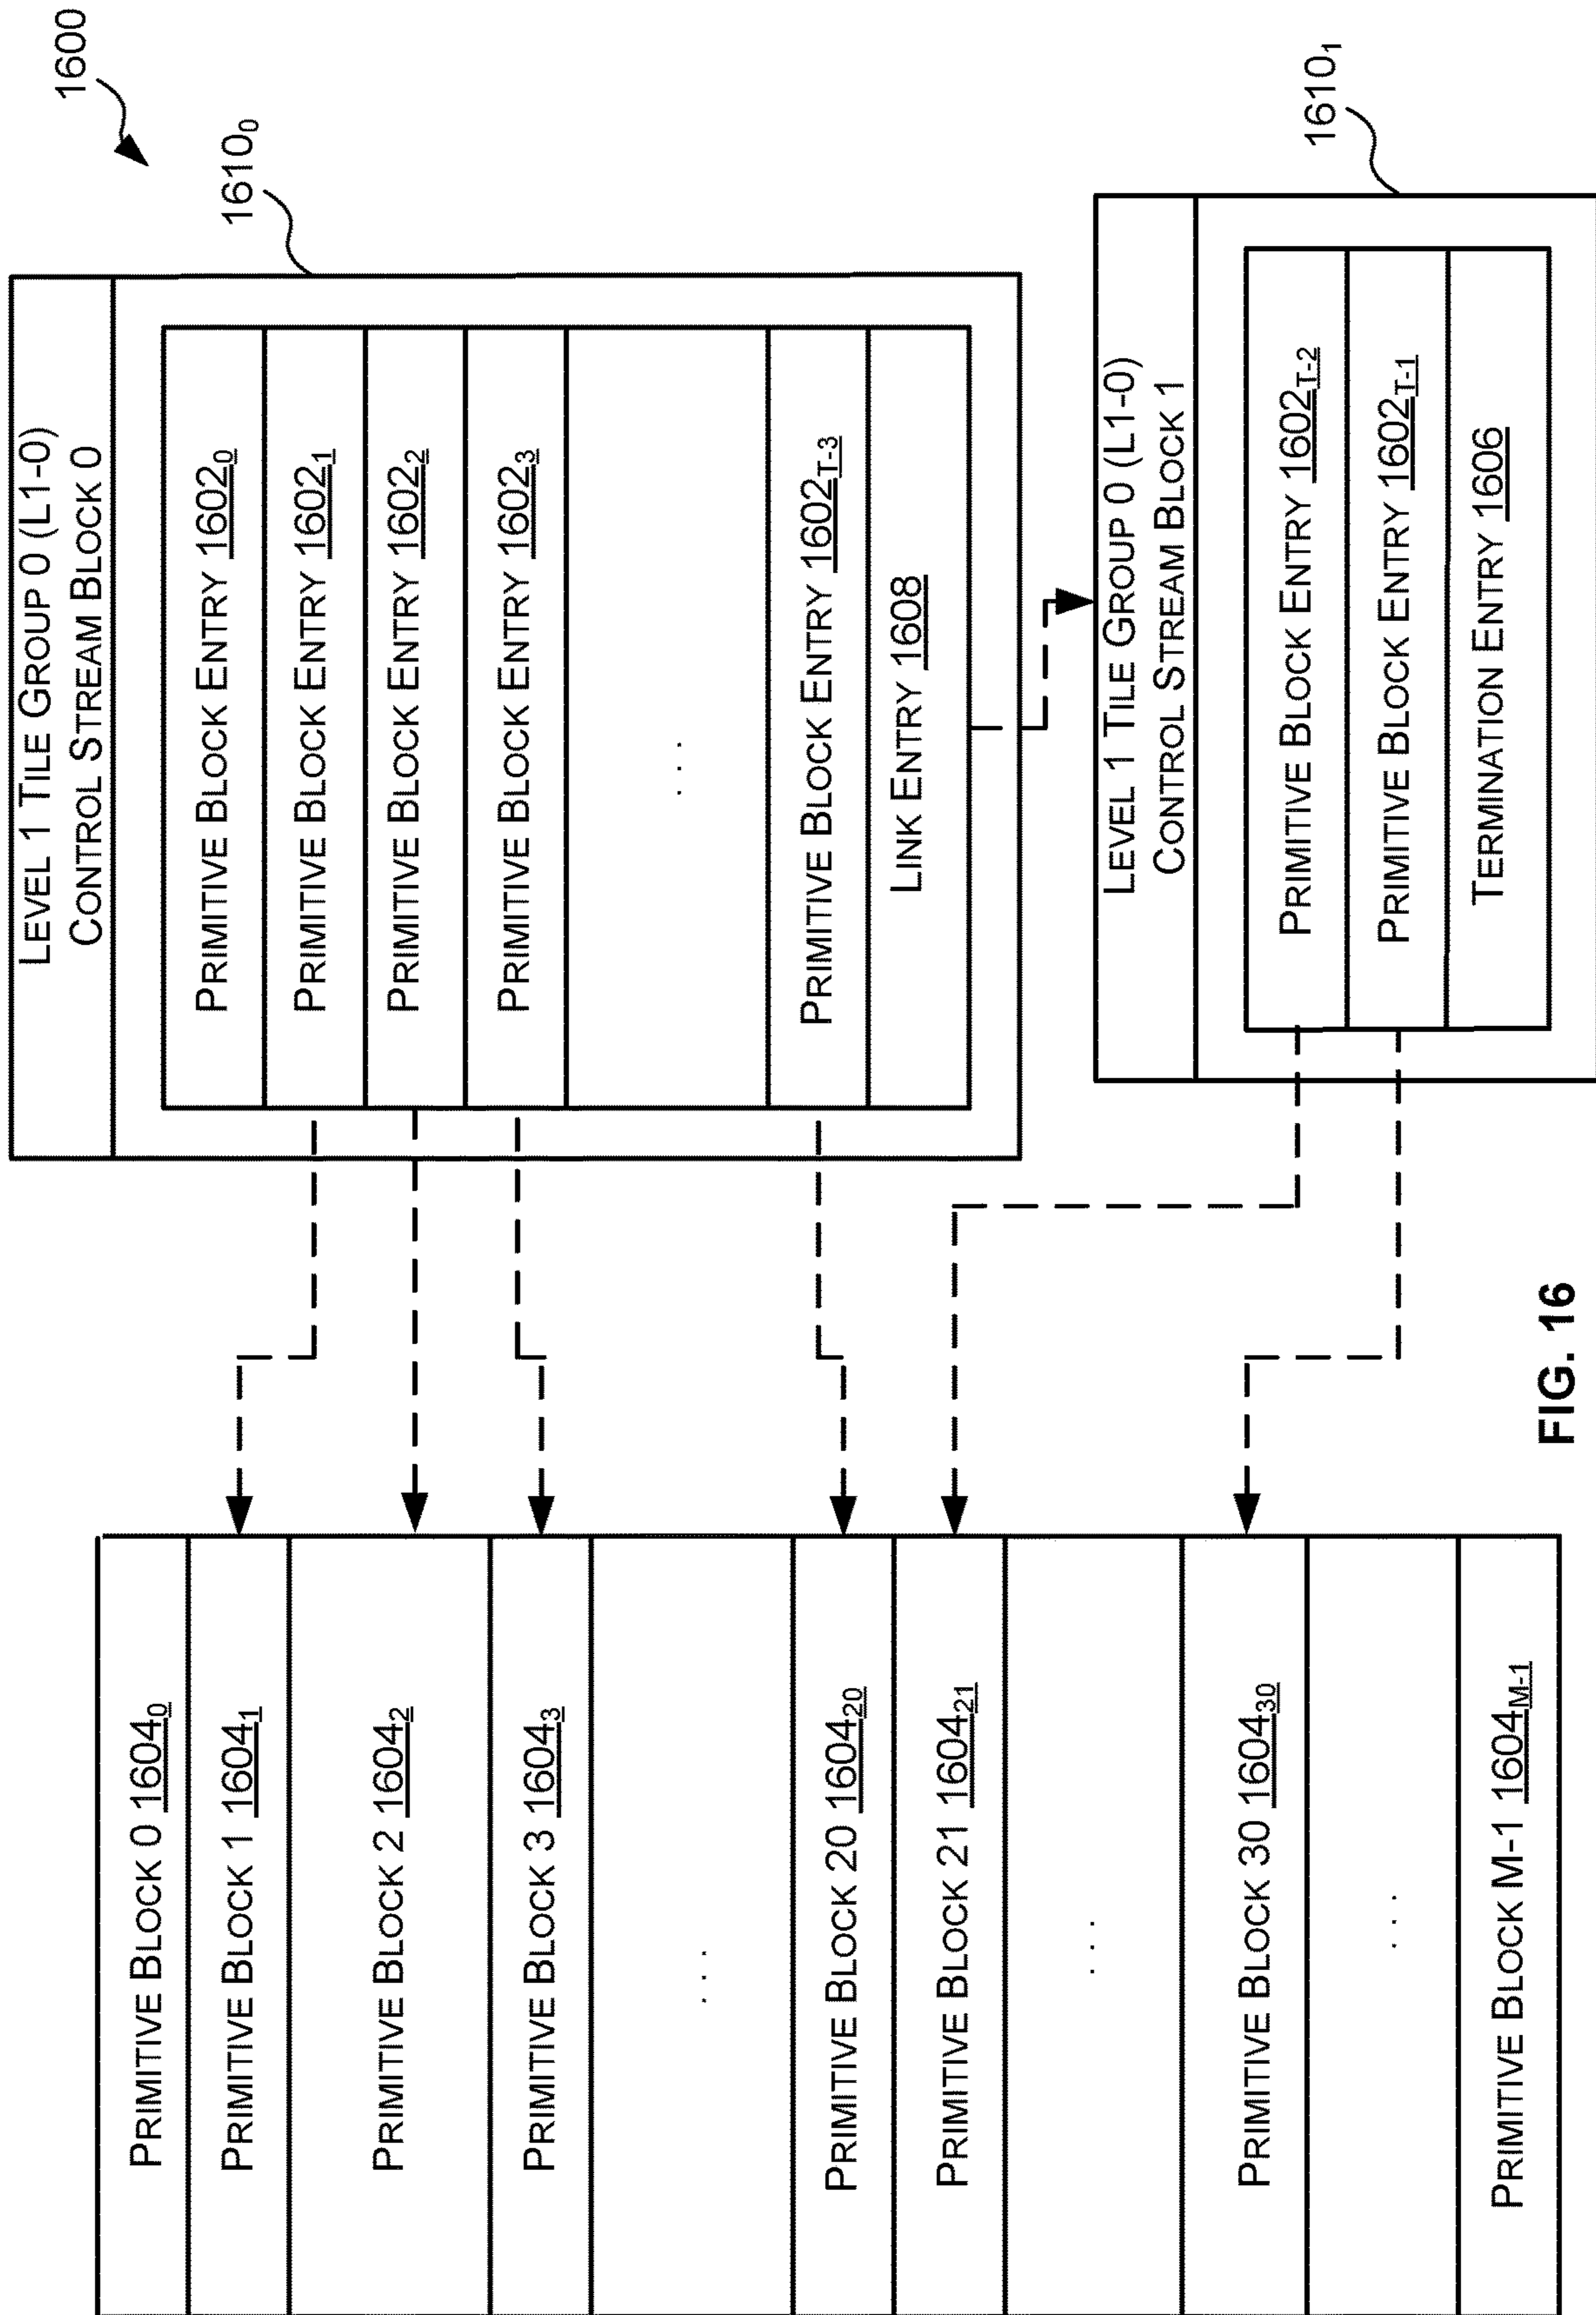 1600
1610₀
LEVEL 1 TILE GROUP 0 (L1-0)
CONTROL STREAM BLOCK 0
PRIMITIVE BLOCK ENTRY 1602₀
PRIMITIVE BLOCK ENTRY 1602₁
PRIMITIVE BLOCK ENTRY 1602₂
PRIMITIVE BLOCK ENTRY 1602₃
. . .
PRIMITIVE BLOCK ENTRY 1602T-3
LINK ENTRY 1608
1610₁
LEVEL 1 TILE GROUP 0 (L1-0)
CONTROL STREAM BLOCK 1
PRIMITIVE BLOCK ENTRY 1602T-2
PRIMITIVE BLOCK ENTRY 1602T-1
TERMINATION ENTRY 1606
PRIMITIVE BLOCK 0 1604₀
PRIMITIVE BLOCK 1 1604₁
PRIMITIVE BLOCK 2 1604₂
PRIMITIVE BLOCK 3 1604₃
. . .
PRIMITIVE BLOCK 20 1604₂₀
PRIMITIVE BLOCK 21 1604₂₁
. . .
PRIMITIVE BLOCK 30 1604₃₀
. . .
PRIMITIVE BLOCK M-1 1604M-1
FIG. 16